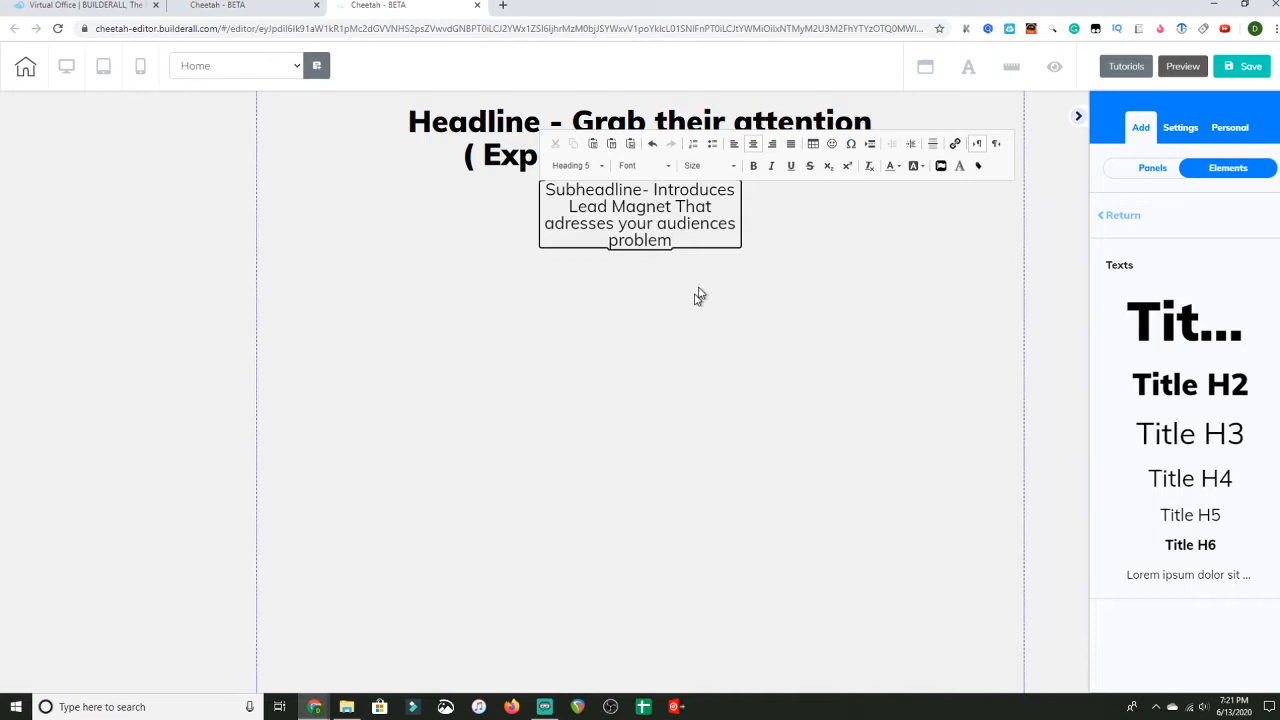 Virtual Office | BUILDERALL, The
Cheetah - BETA
Cheetah - BETA
Home
Tutorials
Preview
Save
Headline - Grab their attention
( Exp
Heading 5
Font
Size
Subheadline- Introduces
Lead Magnet That
adresses your audiences
problem
Add
Settings
Personal
Panels
Elements
Return
Texts
Tit...
Title H2
Title H3
Title H4
Title H5
Title H6
Lorem ipsum dolor sit ...
Type here to search
7:21 PM
6/13/2020